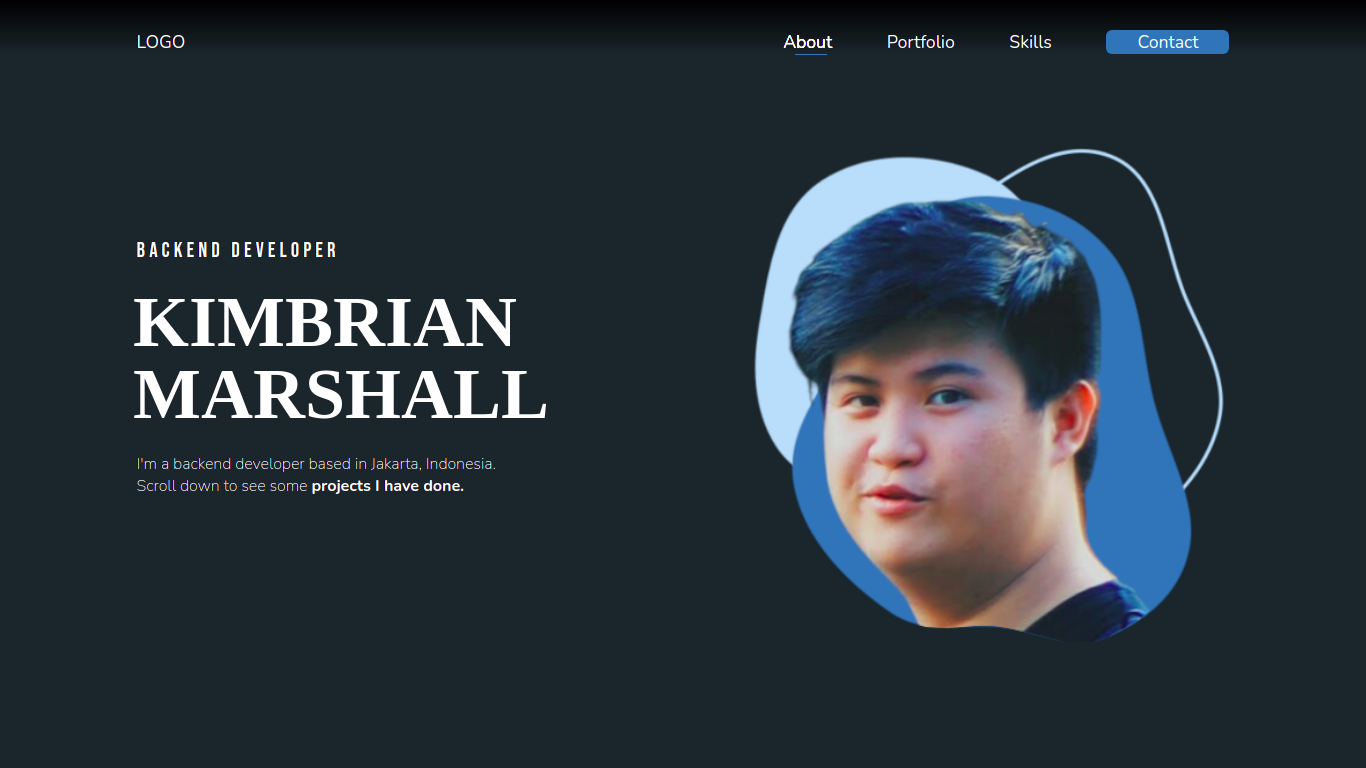 LOGO
About Portfolio Skills Contact
BACKEND DEVELOPER
KIMBRIAN
MARSHALL
I'm a backend developer based in Jakarta, Indonesia.
Scroll down to see some projects I have done.